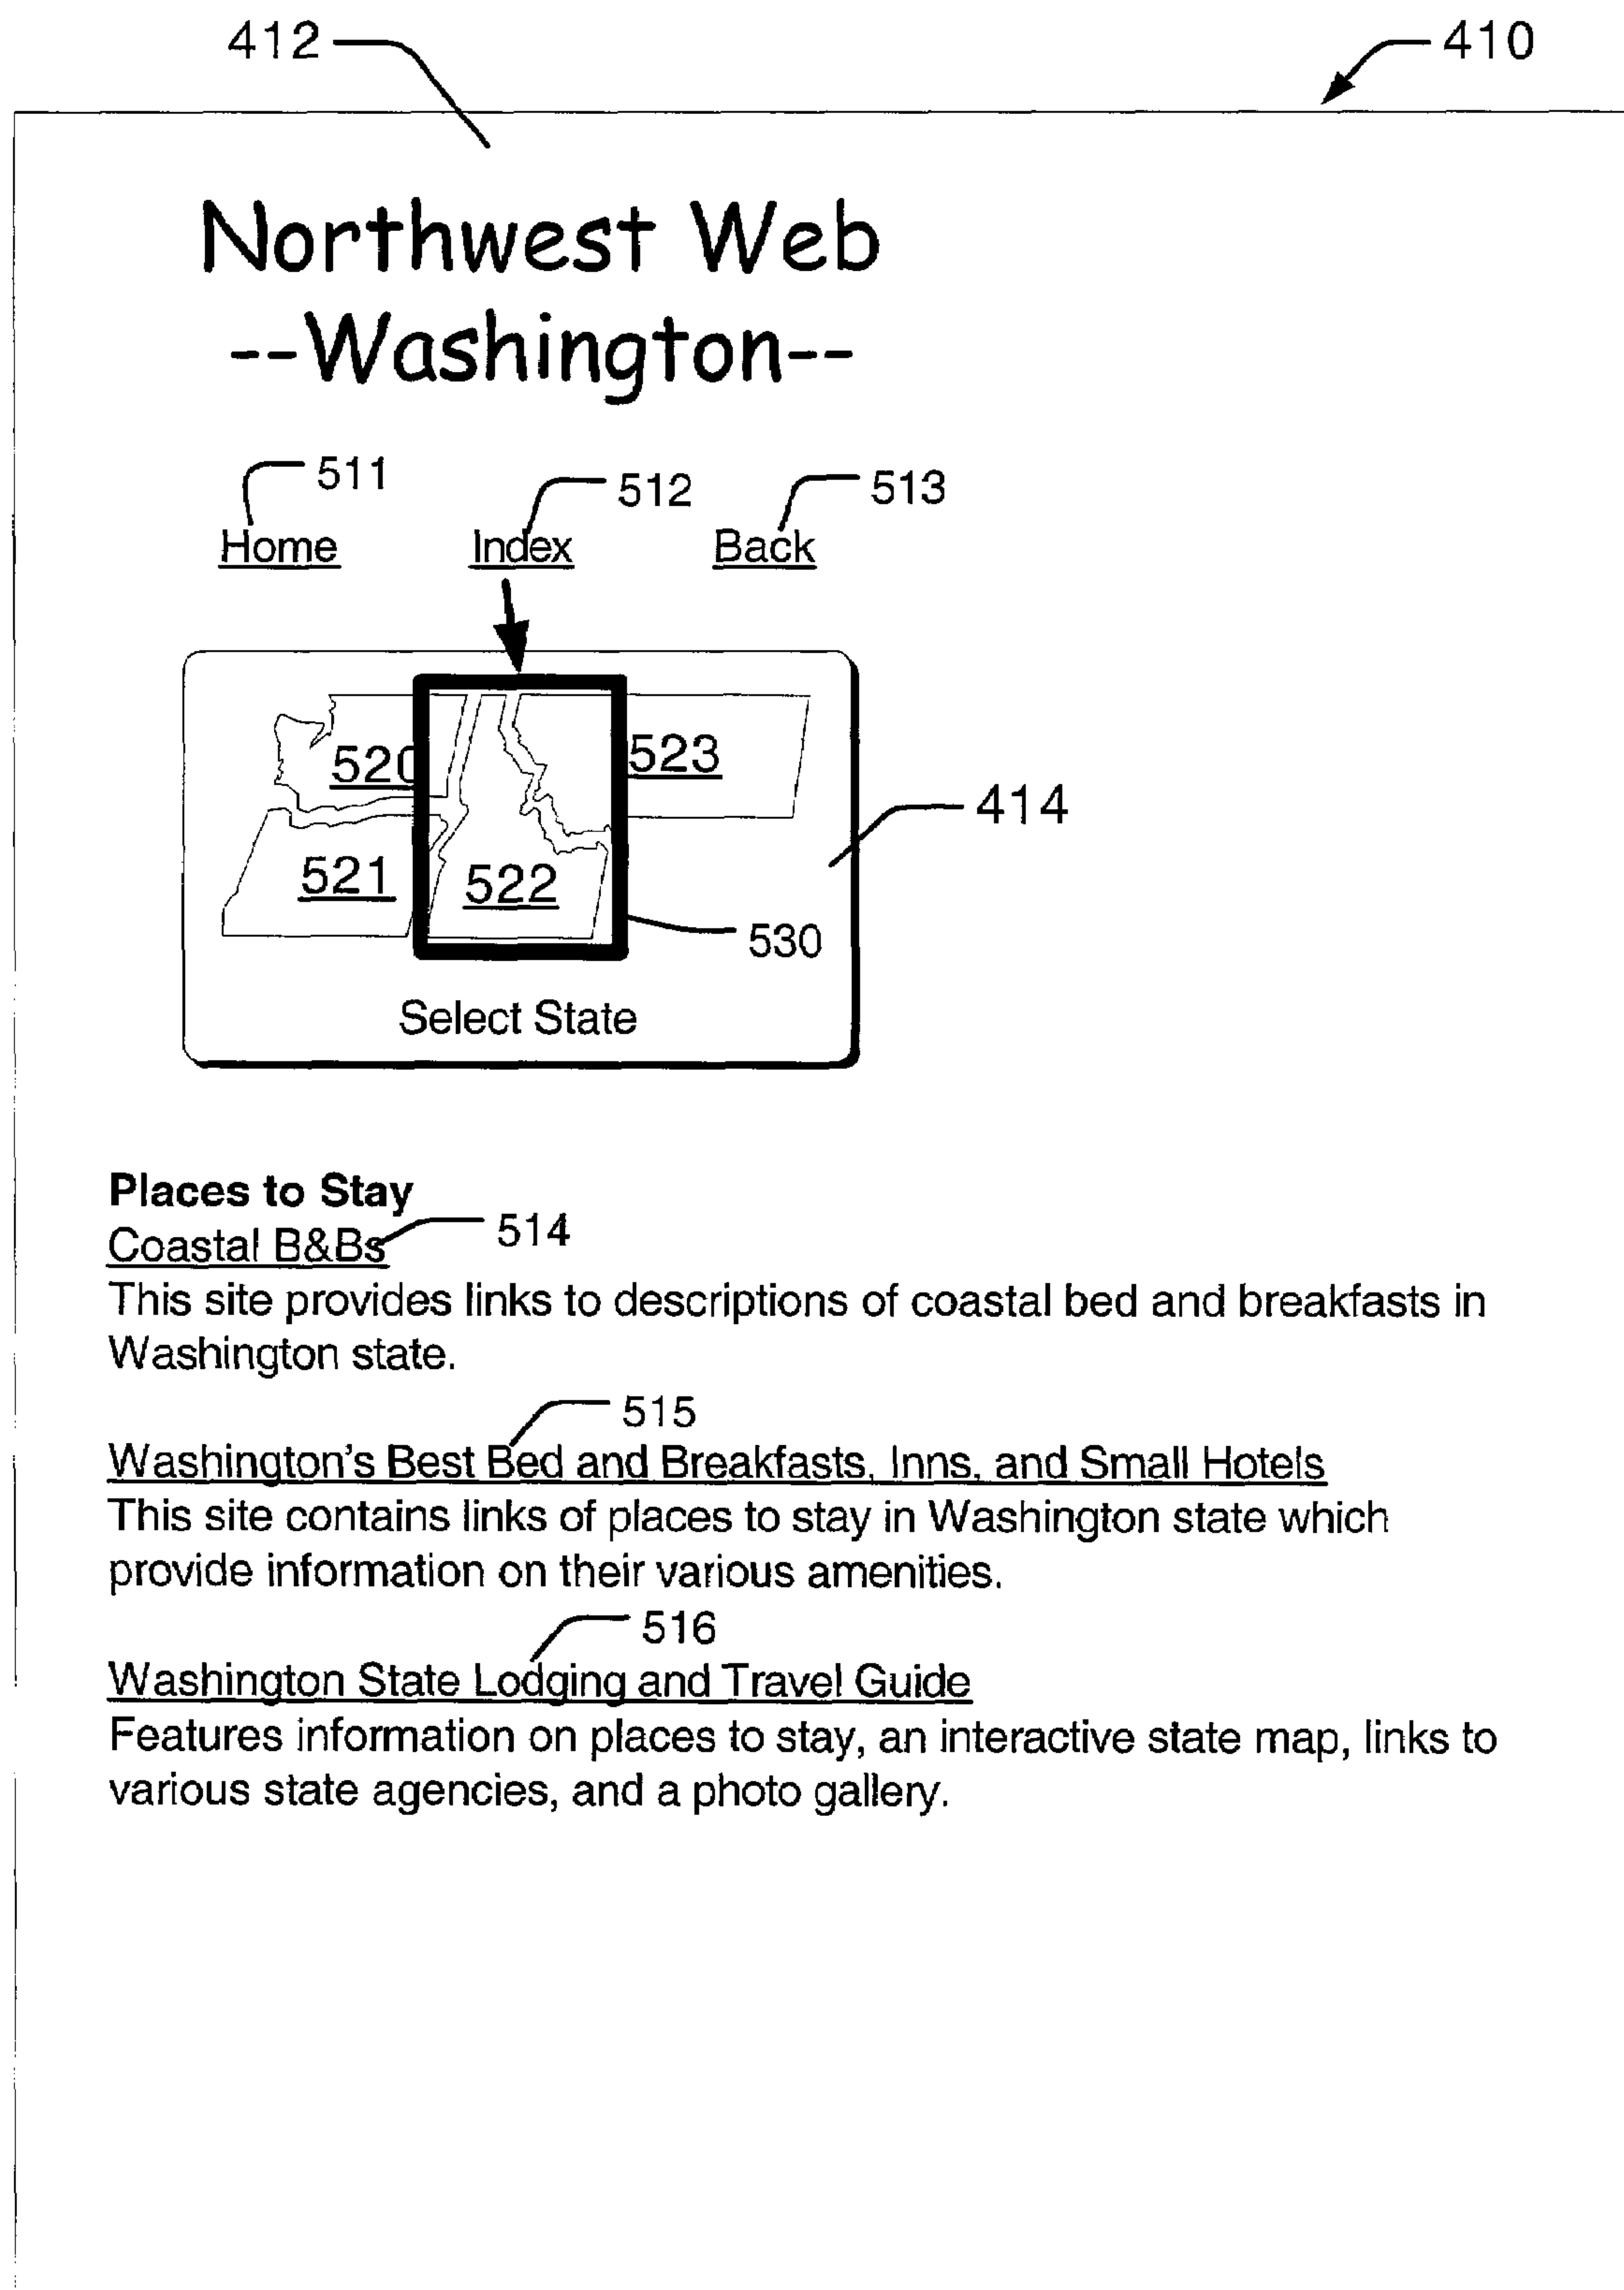 412
410
Northwest Web
--Washington--
511
512
513
Home Index Back
520
523
414
521
522
530
Select State
Places to Stay
Coastal B&Bs
514
This site provides links to descriptions of coastal bed and breakfasts in
Washington state.
515
Washington's Best Bed and Breakfasts, Inns, and Small Hotels
This site contains links of places to stay in Washington state which
provide information on their various amenities.
516
Washington State Lodging and Travel Guide
Features information on places to stay, an interactive state map, links to
various state agencies, and a photo gallery.